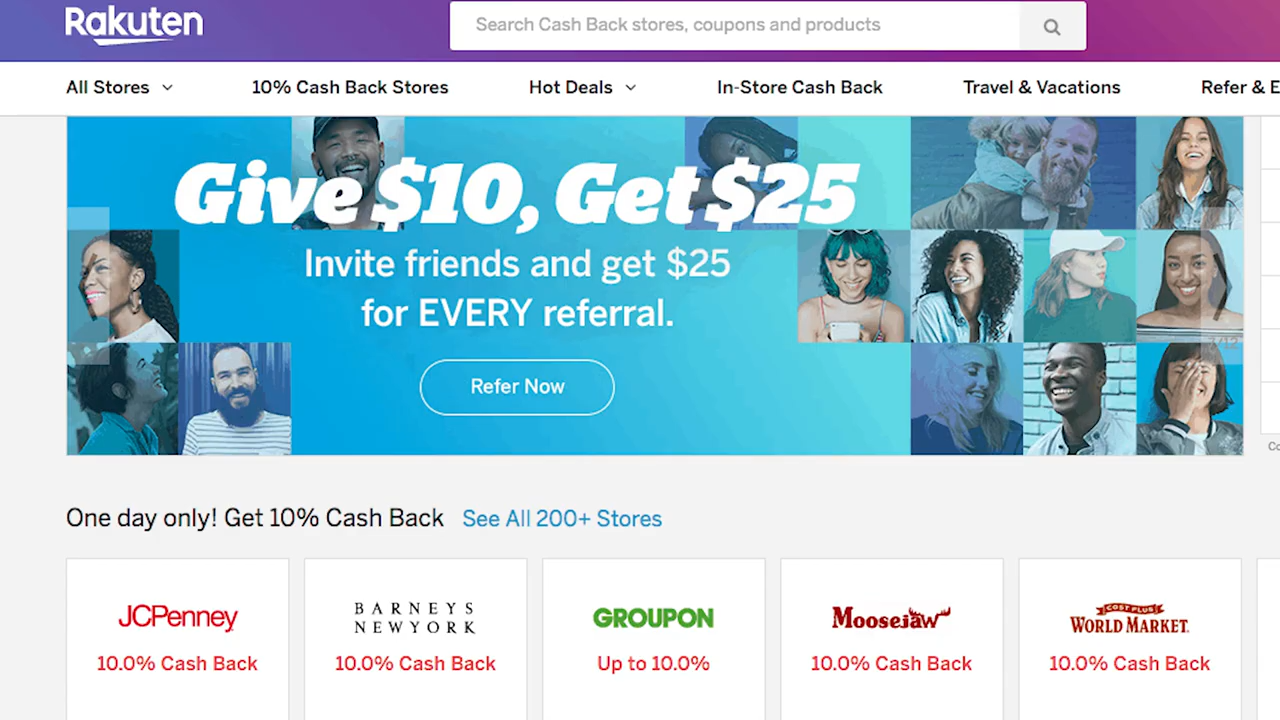 Rakuten
Search Cash Back stores, coupons and products
All Stores 10% Cash Back Stores Hot Deals In-Store Cash Back Travel & Vacations Refer & E
Give $10, Get $25
Invite friends and get $25
for EVERY referral.
Refer Now
One day only! Get 10% Cash Back See All 200+ Stores
JCPenney
10.0% Cash Back
BARNEYS
NEWYORK
10.0% Cash Back
GROUPON
Up to 10.0%
Moosejaw
10.0% Cash Back
COST PLUS
WORLD MARKET.
10.0% Cash Back